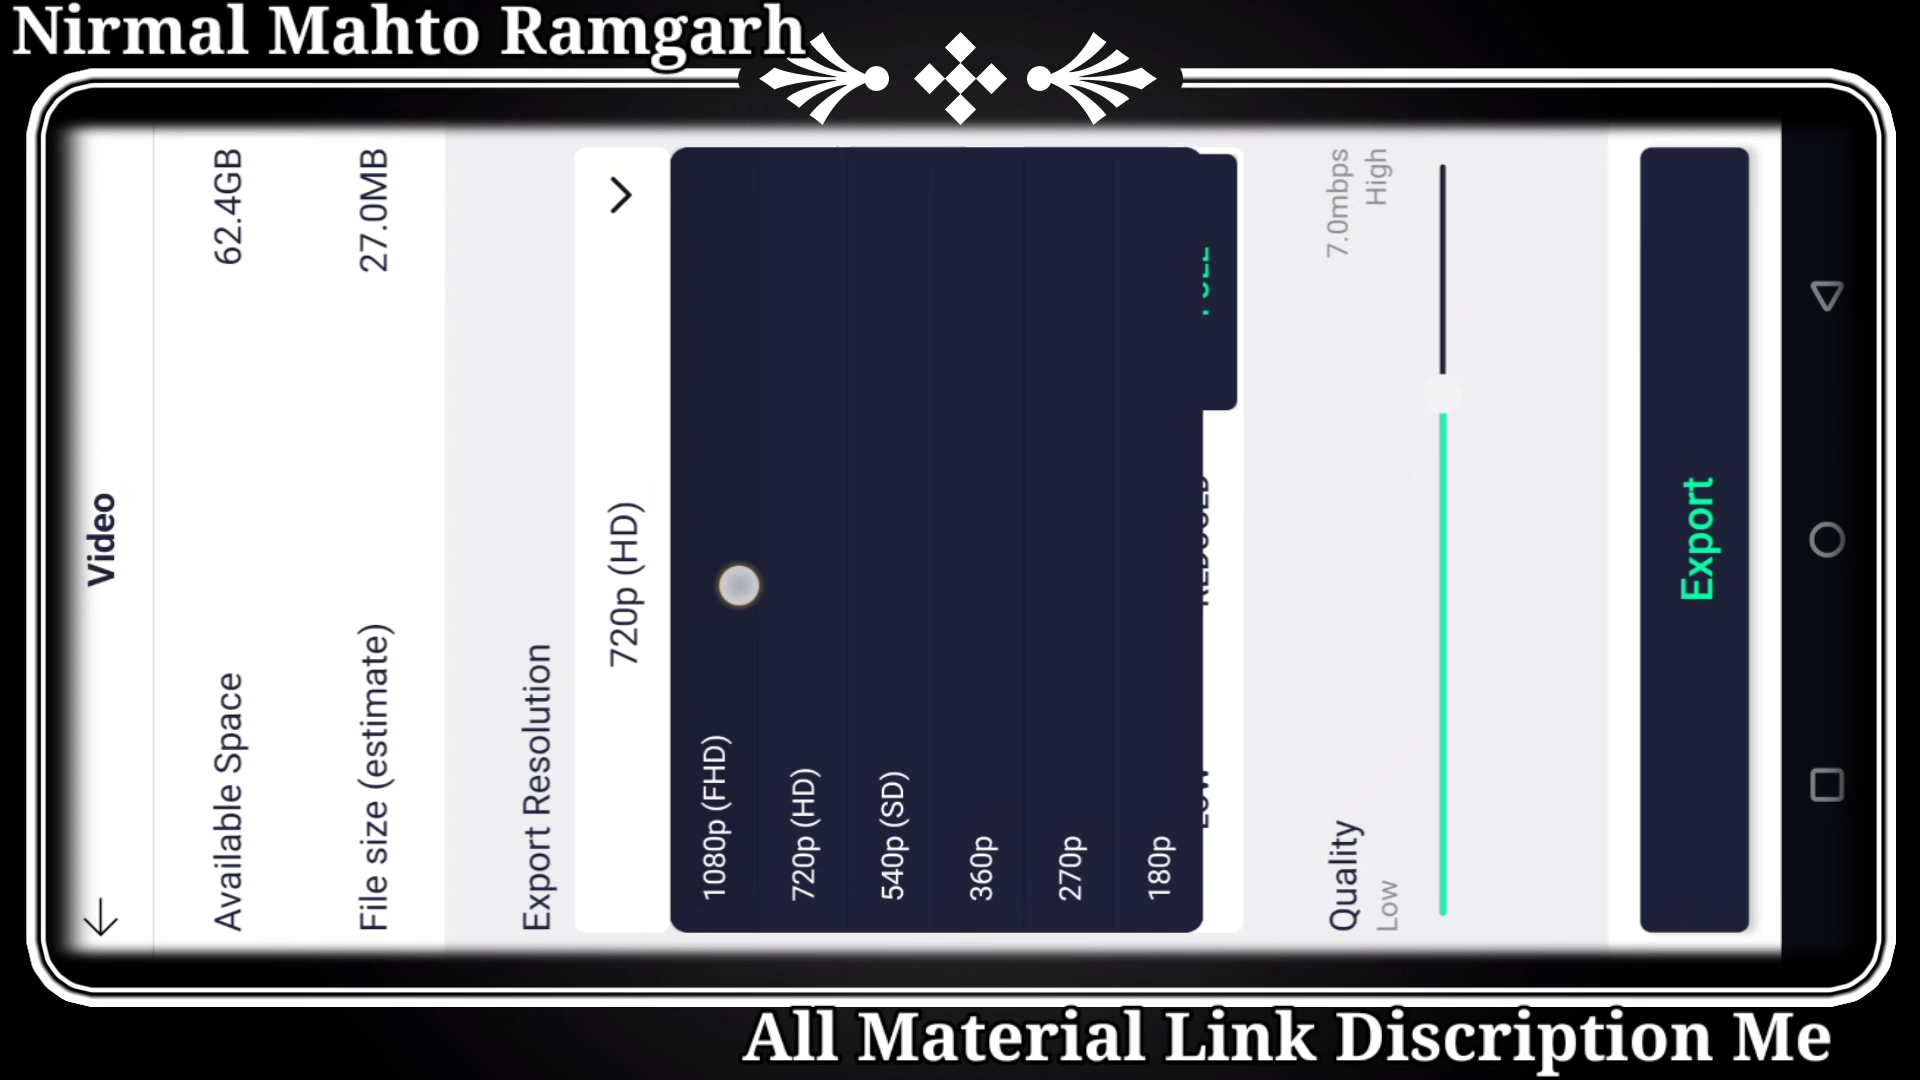 Nirmal Mahto Ramgarh
Video
Available Space 62.4GB
File size (estimate) 27.0MB
Export Resolution
720p (HD)
1080p (FHD)
720p (HD)
540p (SD)
360p
270p
180p
Quality 7.0mbps
Low High
Export
All Material Link Discription Me